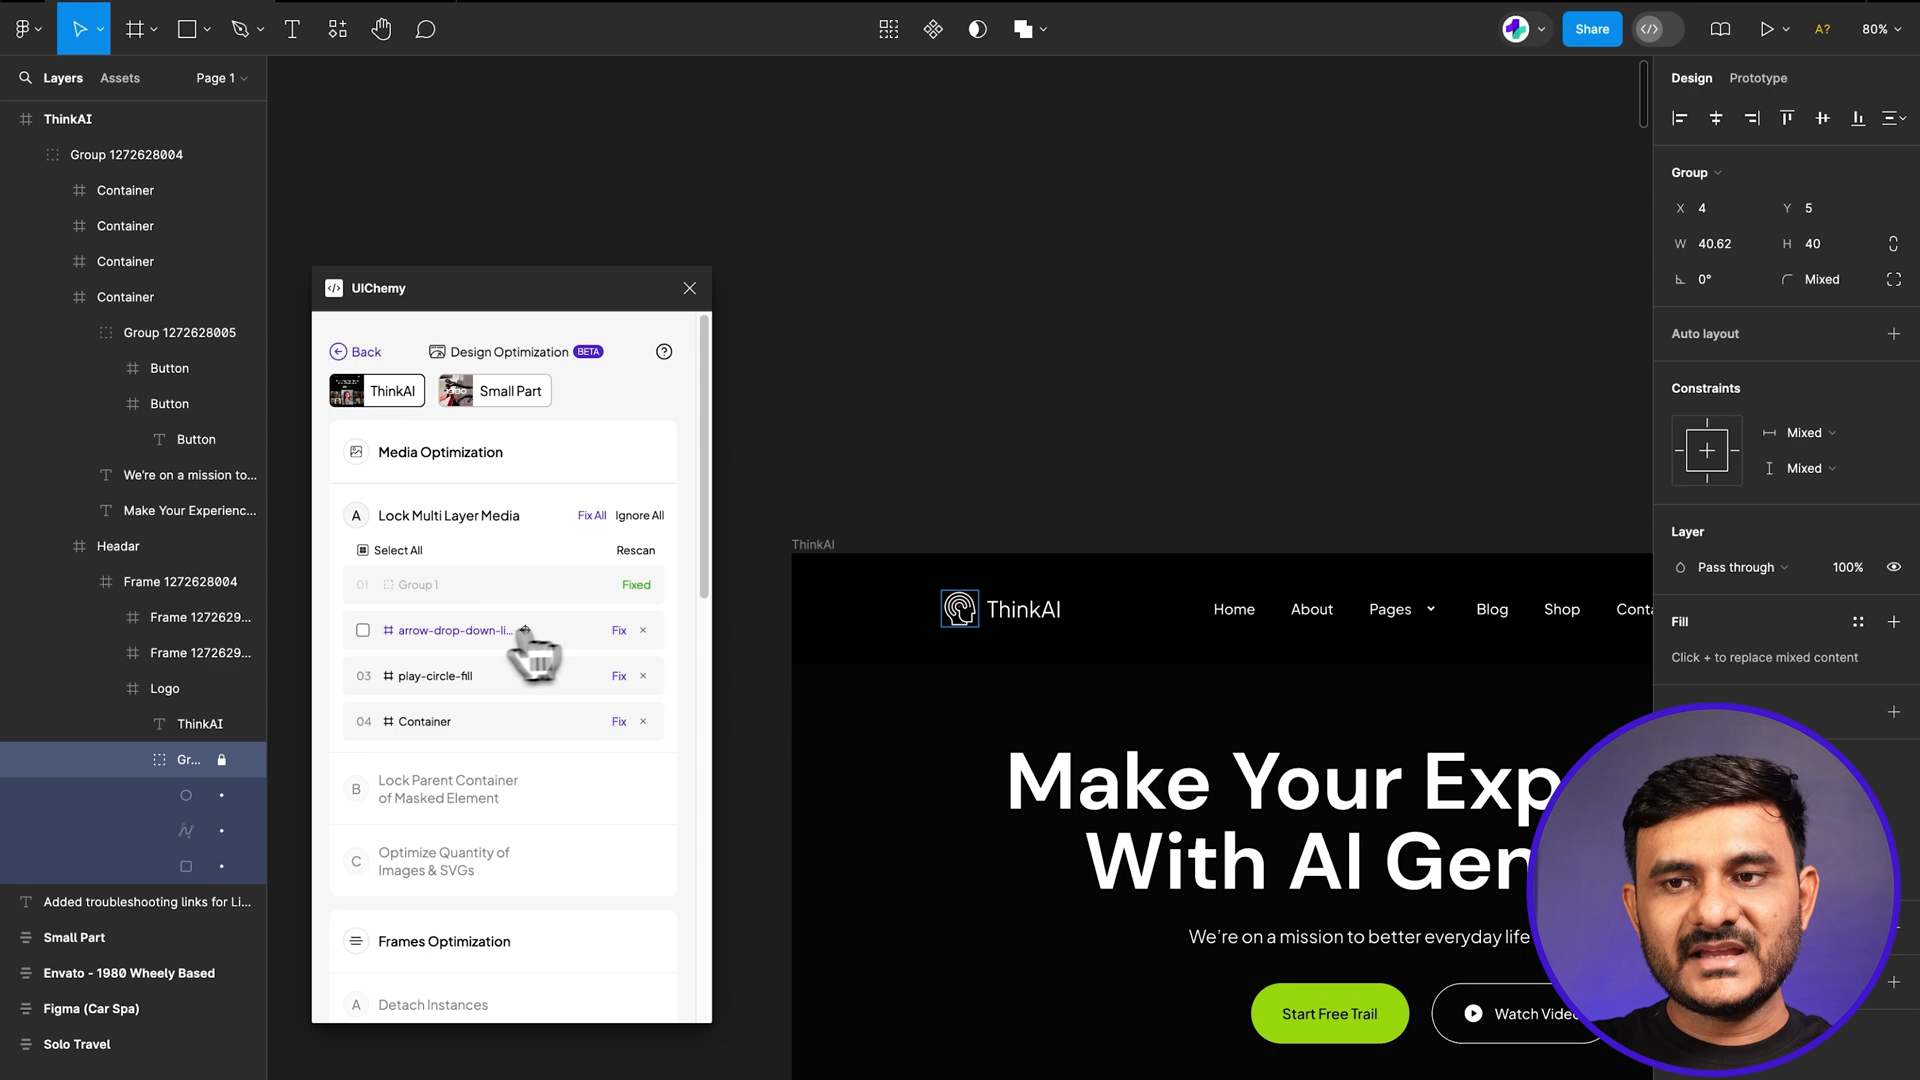 Share
A?
80%
Layers
Assets
Page 1
ThinkAI
Group 1272628004
Container
Container
Container
Container
Group 1272628005
Button
Button
Button
We're on a mission to...
Make Your Experienc...
Headar
Frame 1272628004
Frame 1272629...
Frame 1272629...
Logo
ThinkAI
Gr...
Added troubleshooting links for Li...
Small Part
Envato - 1980 Wheely Based
Figma (Car Spa)
Solo Travel
UIChemy
Back
Design Optimization BETA
ThinkAI
Small Part
Media Optimization
A Lock Multi Layer Media Fix All Ignore All
Select All Rescan
01 Group 1 Fixed
arrow-drop-down-li... Fix ×
03 play-circle-fill Fix ×
04 Container Fix ×
B Lock Parent Container
of Masked Element
C Optimize Quantity of
Images & SVGs
Frames Optimization
A Detach Instances
ThinkAI
ThinkAI
Home About Pages Blog Shop
Make Your
With AI
We're on a mission to better everyday life
Start Free Trail
Watch Video
Design Prototype
Group
X 4 Y 5
W 40.62 H 40
0° Mixed
Auto layout
Constraints
Mixed
Mixed
Layer
Pass through 100%
Fill
Click + to replace mixed content